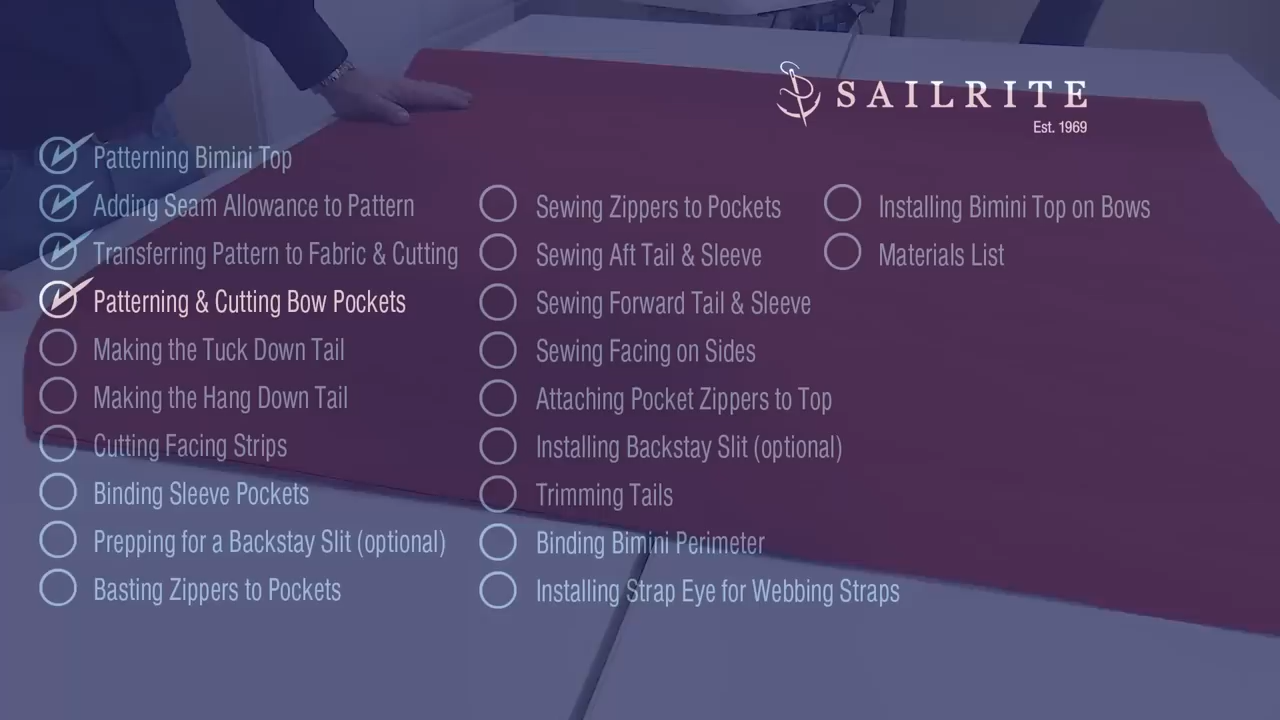 SAILRITE
Est. 1969
Patterning Bimini Top
Adding Seam Allowance to Pattern
Transferring Pattern to Fabric & Cutting
Patterning & Cutting Bow Pockets
Making the Tuck Down Tail
Making the Hang Down Tail
Cutting Facing Strips
Binding Sleeve Pockets
Prepping for a Backstay Slit (optional)
Basting Zippers to Pockets
Sewing Zippers to Pockets
Sewing Aft Tail & Sleeve
Sewing Forward Tail & Sleeve
Sewing Facing on Sides
Attaching Pocket Zippers to Top
Installing Backstay Slit (optional)
Trimming Tails
Binding Bimini Perimeter
Installing Strap Eye for Webbing Straps
Installing Bimini Top on Bows
Materials List